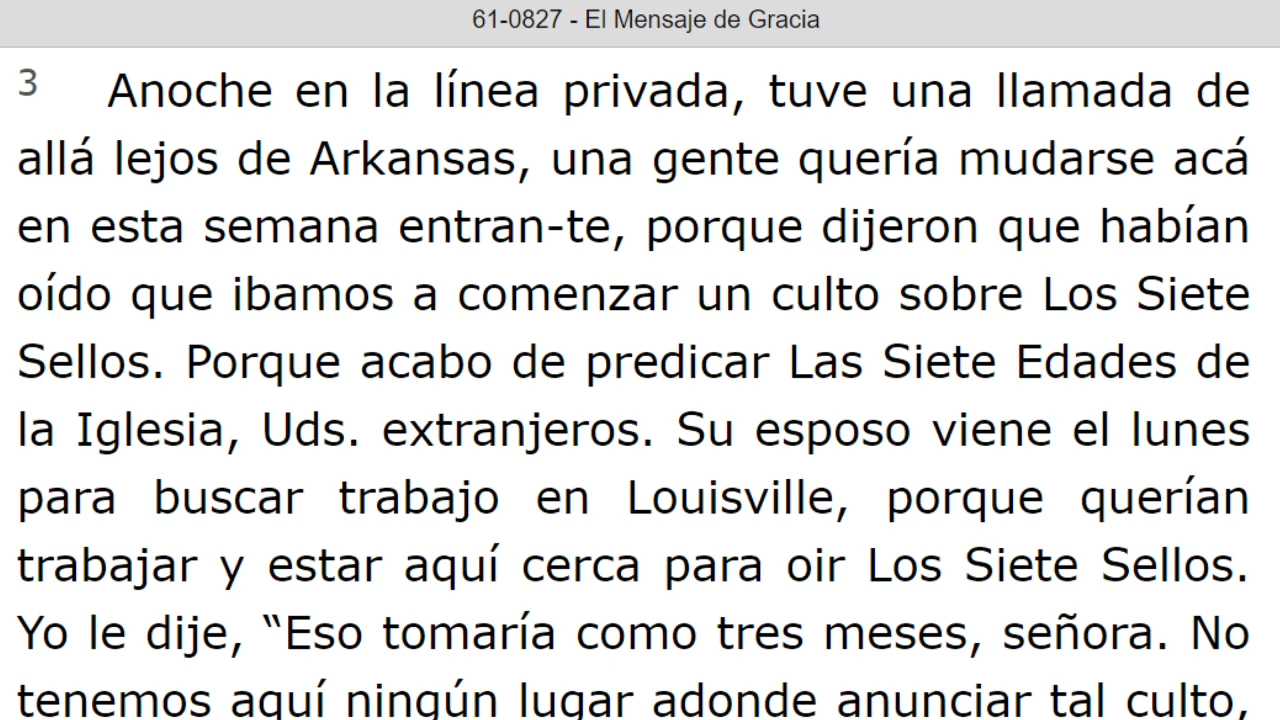 61-0827 - El Mensaje de Gracia
3 Anoche en la línea privada, tuve una llamada de
allá lejos de Arkansas, una gente quería mudarse acá
en esta semana entran-te, porque dijeron que habían
oído que ibamos a comenzar un culto sobre Los Siete
Sellos. Porque acabo de predicar Las Siete Edades de
la Iglesia, Uds. extranjeros. Su esposo viene el lunes
para buscar trabajo en Louisville, porque querían
trabajar y estar aquí cerca para oir Los Siete Sellos.
Yo le dije, “Eso tomaría como tres meses, señora. No
tenemos aquí ningún lugar adonde anunciar tal culto,